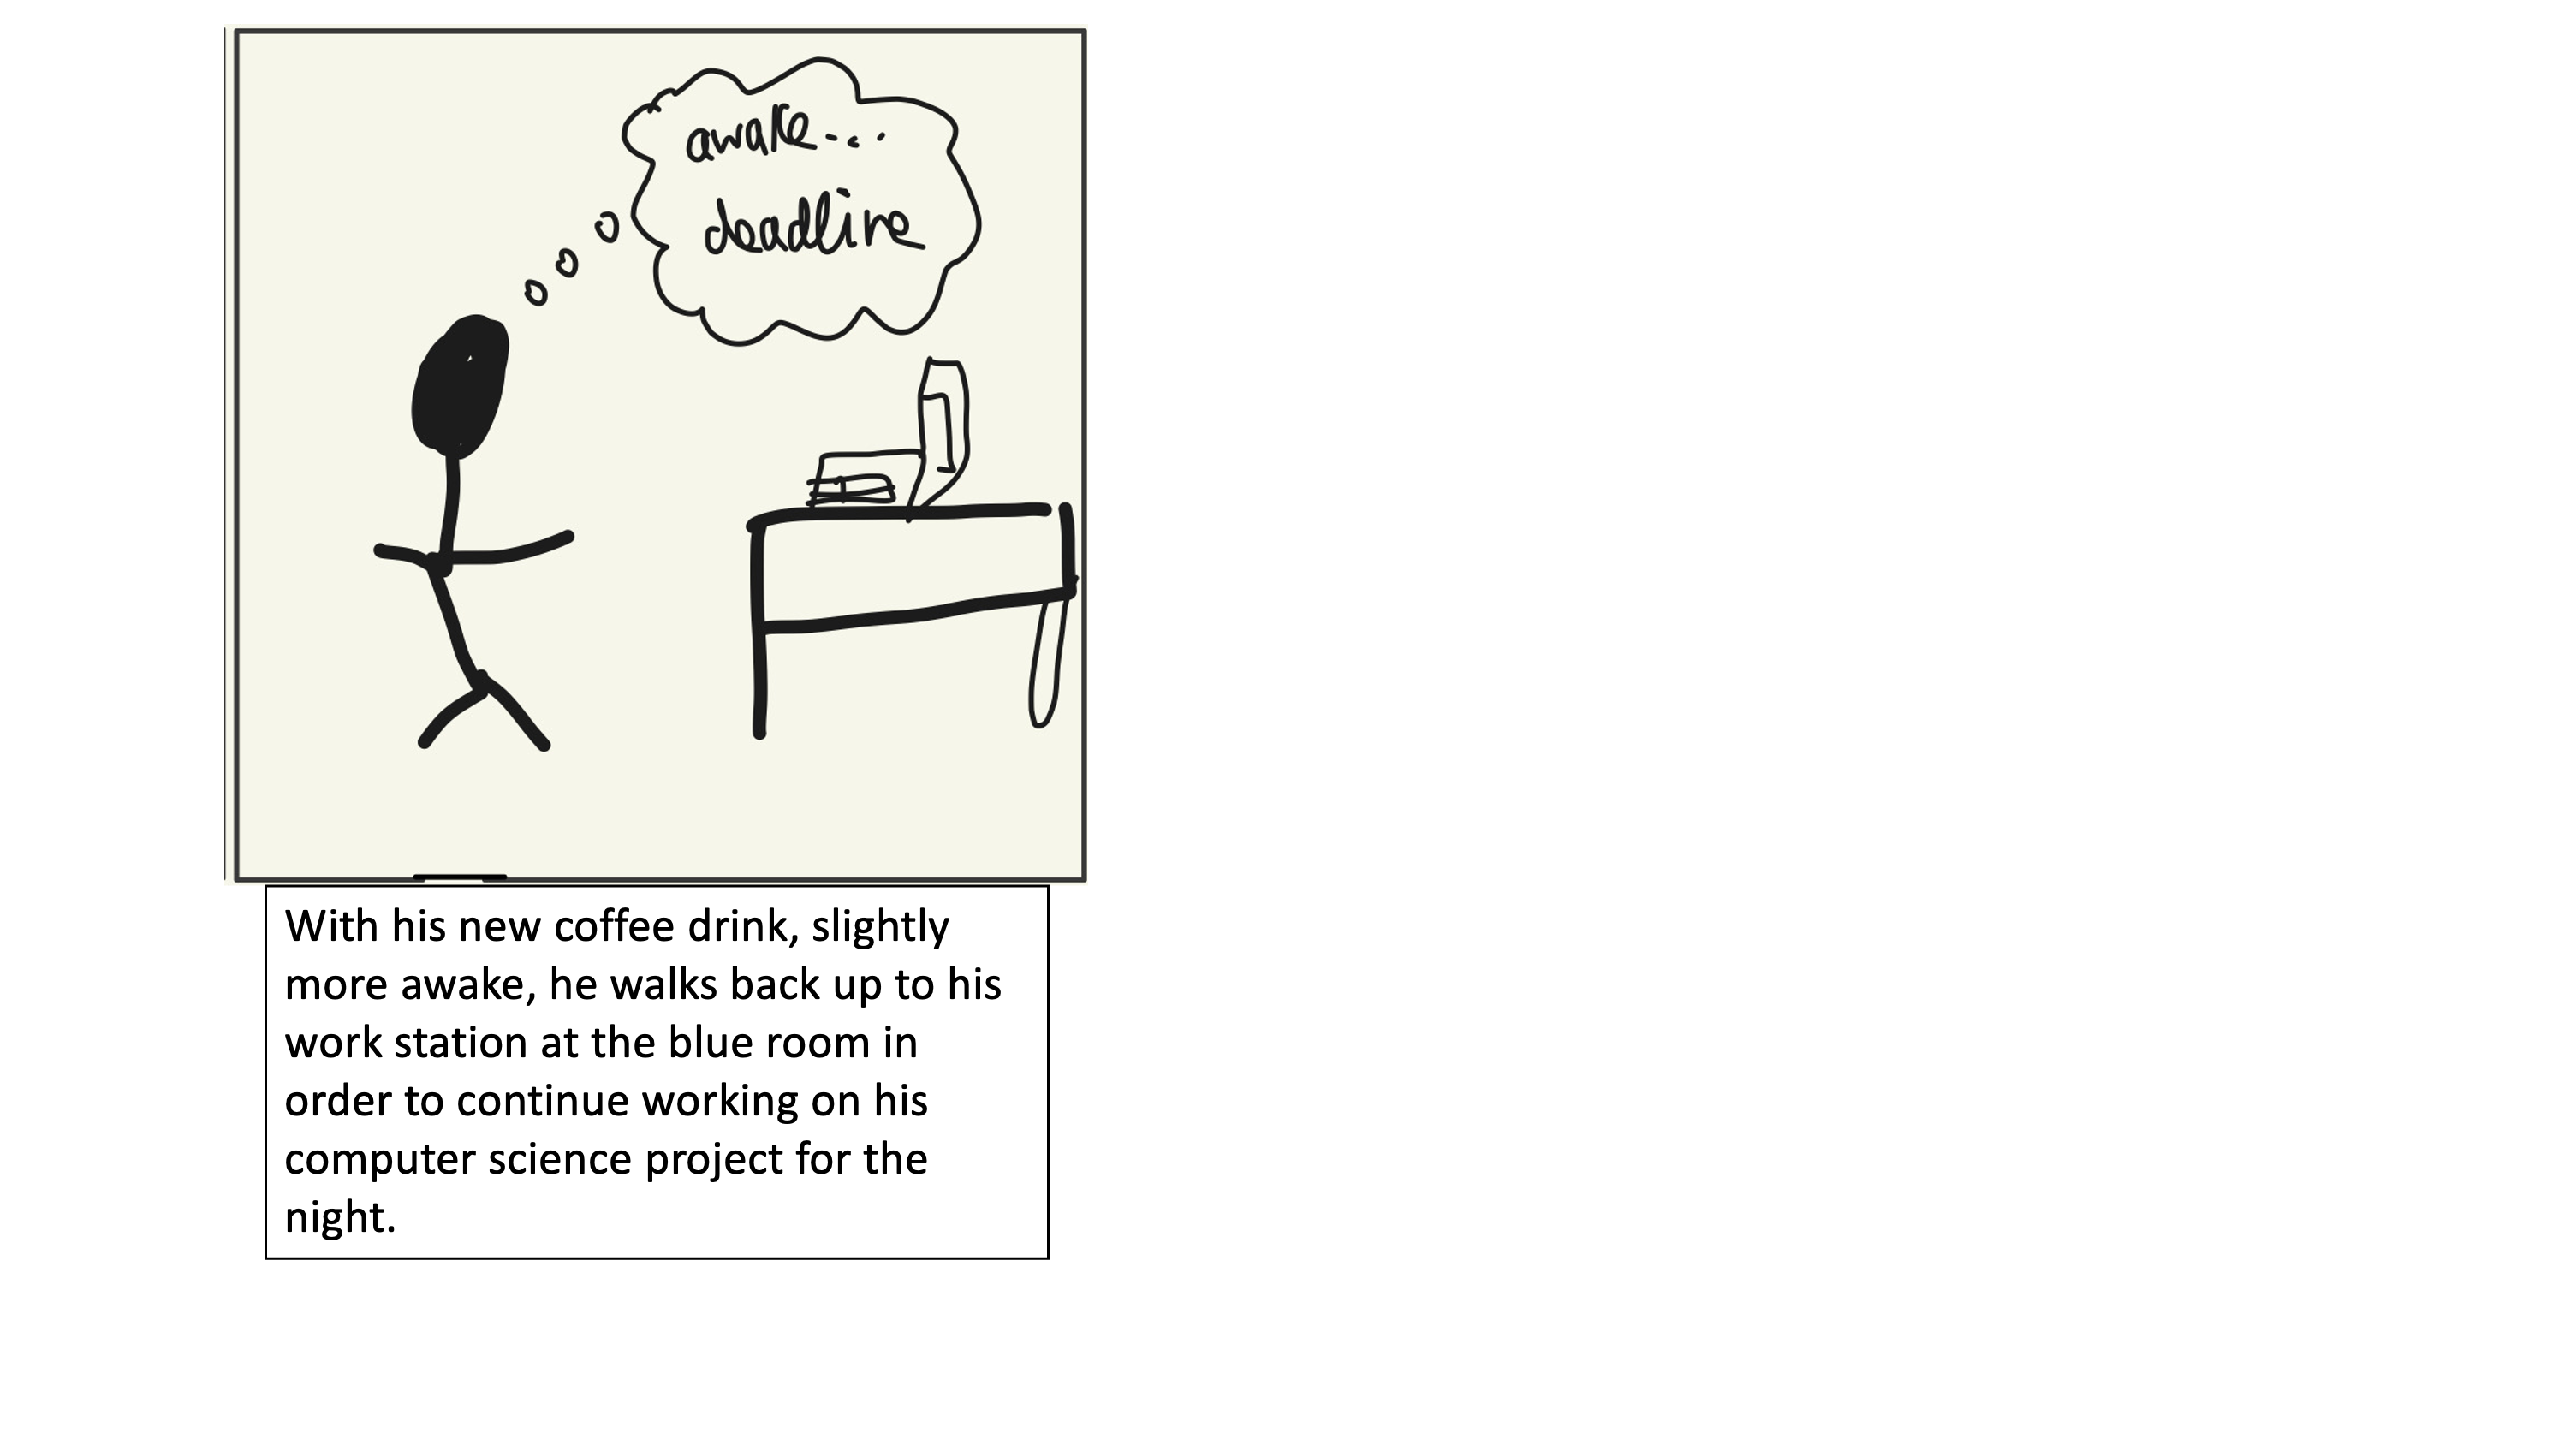 awake....
deadline
With his new coffee drink, slightly
more awake, he walks back up to his
work station at the blue room in
order to continue working on his
computer science project for the
night.